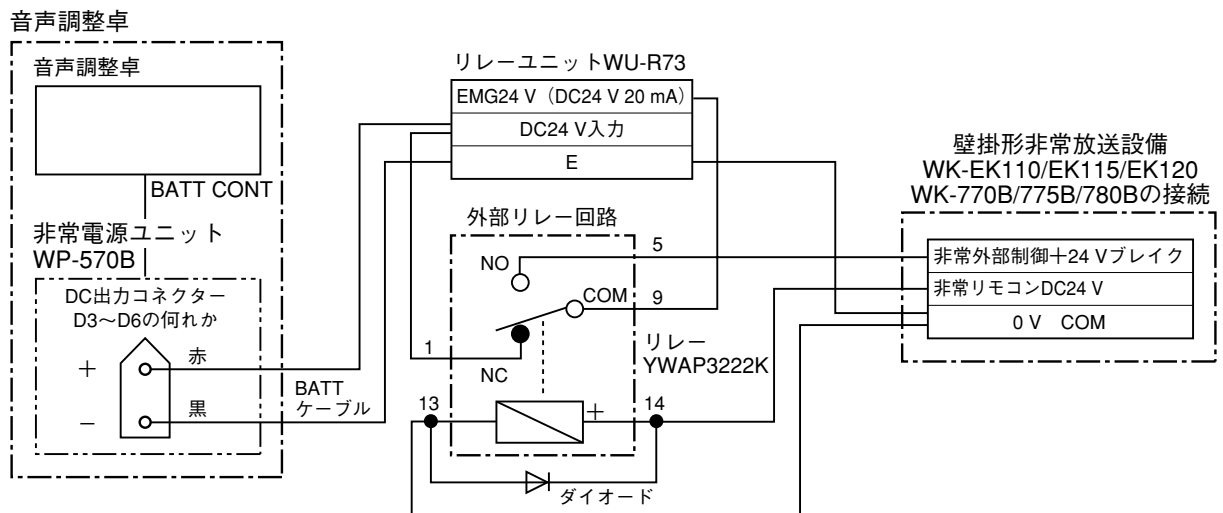 音声調整卓
音声調整卓
BATT CONT
非常電源ユニット
WP-570B
DC出力コネクター
D3〜D6の何れか
＋
赤
−
黒
BATT
ケーブル
リレーユニットWU-R73
EMG24 V（DC24 V 20 mA）
DC24 V入力
E
外部リレー回路
NO
5
COM
9
1
NC
リレー
YWAP3222K
13
＋
14
ダイオード
壁掛形非常放送設備
WK-EK110/EK115/EK120
WK-770B/775B/780Bの接続
非常外部制御＋24 Vブレイク
非常リモコンDC24 V
0 V COM